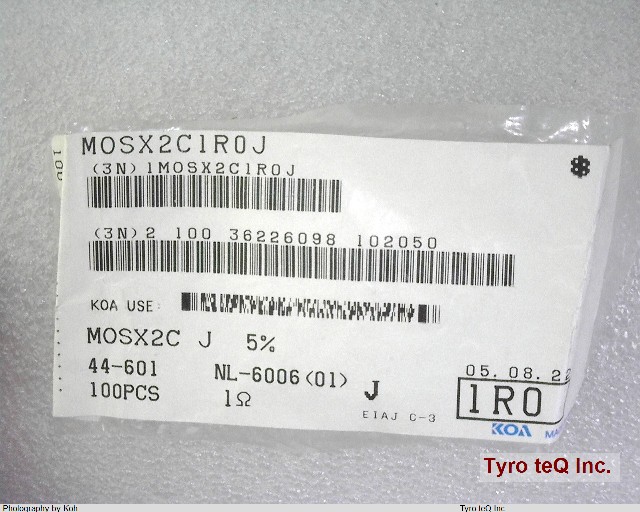 MOSX2C1R0J
(3N) 1MOSX2C1R0J
(3N) 2 100 36226098 102050
KOA USE:
MOSX2C J 5%
44-601 NL-6006(01) J 05.08.22
100PCS 1Ω EIAJ C-3 1R0
KOA
Tyro teQ Inc.
Photography by Koh Tyro teQ Inc